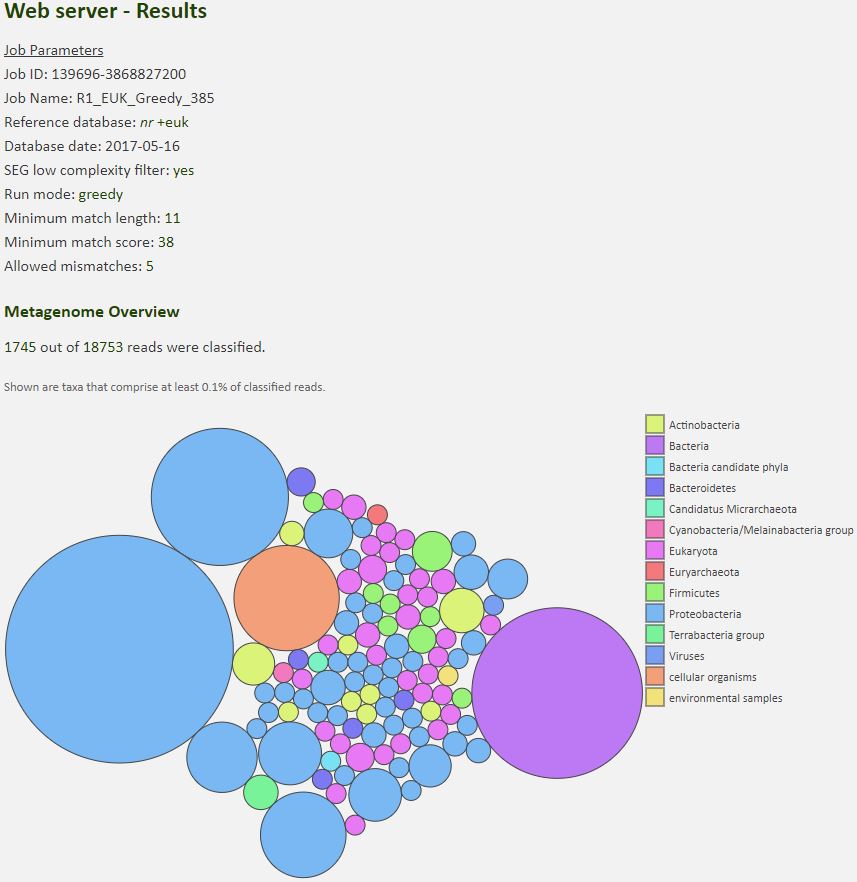 Web server - Results
Job Parameters
Job ID: 139696-3868827200
Job Name: R1_EUK_Greedy_385
Reference database: nr +euk
Database date: 2017-05-16
SEG low complexity filter: yes
Run mode: greedy
Minimum match length: 11
Minimum match score: 38
Allowed mismatches: 5
Metagenome Overview
1745 out of 18753 reads were classified.
Shown are taxa that comprise at least 0.1% of classified reads.
Actinobacteria
Bacteria
Bacteria candidate phyla
Bacteroidetes
Candidatus Micrarchaeota
Cyanobacteria/Melainabacteria group
Eukaryota
Euryarchaeota
Firmicutes
Proteobacteria
Terrabacteria group
Viruses
cellular organisms
environmental samples